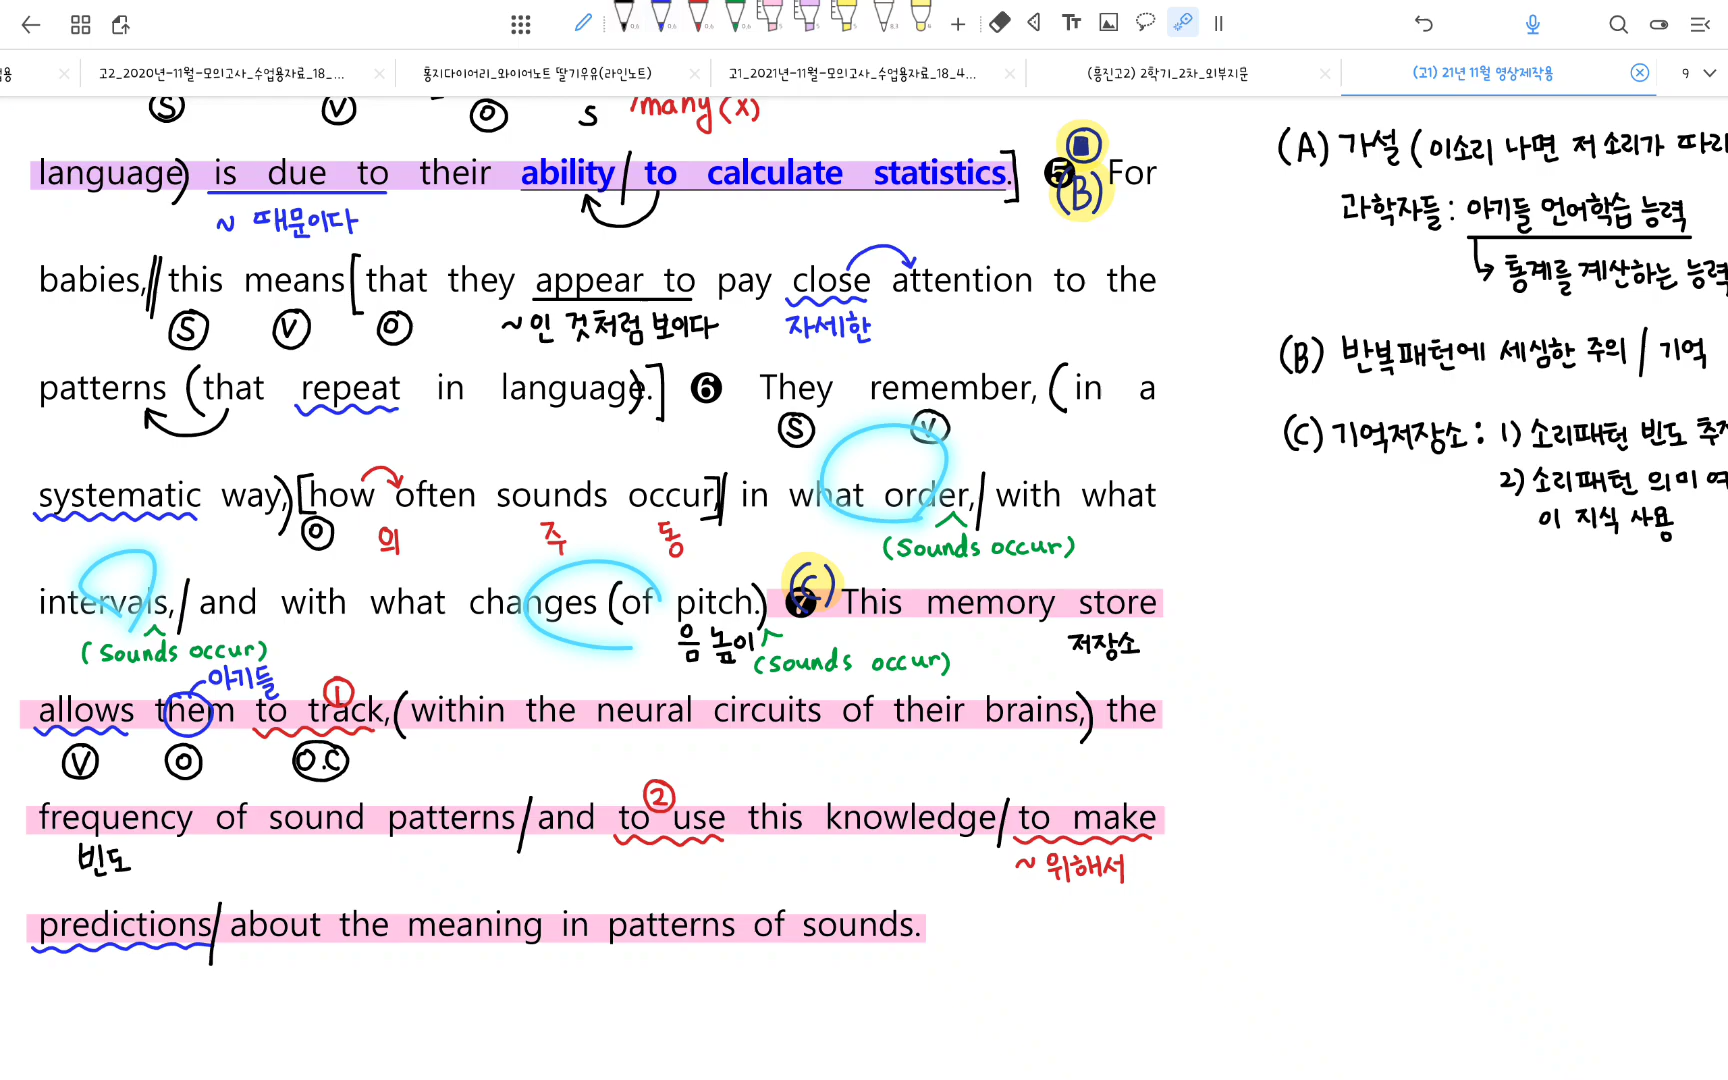 고2_2020년-11월-모의고사_수업용자료_18_...
홍지다이어리_와이어노트 딸기우유(라인노트)
고1_2021년-11월-모의고사_수업용자료_18_4...
(홍진고2) 2학기_2차_외부지문
(고1) 21년 11월 영상제작용
9
S V O S /many(x)
language) is due to their ability / to calculate statistics.] ❺ (B) For
~ 때문이다
babies, // this means [that they appear to pay close attention to the
S V O ~인 것처럼 보이다 자세한
patterns (that repeat in language).] ❻ They remember, (in a
S V
systematic way,) [how often sounds occur,] / in what order, / with what
O 의 주 동 (sounds occur)
intervals, / and with what changes (of pitch.) ❼ (C) This memory store
(sounds occur) 음 높이 (sounds occur) 저장소
아기들 ①
allows them to track, (within the neural circuits of their brains,) the
V O O.C
②
frequency of sound patterns / and to use this knowledge / to make
빈도 ~위해서
predictions / about the meaning in patterns of sounds.
(A) 가설 (이소리 나면 저 소리가 따라
과학자들 : 아기들 언어학습 능력
↳ 통계를 계산하는 능력
(B) 반복패턴에 세심한 주의 / 기억
(C) 기억저장소 : 1) 소리패턴 빈도 추적
2) 소리패턴 의미
이 지식 사용